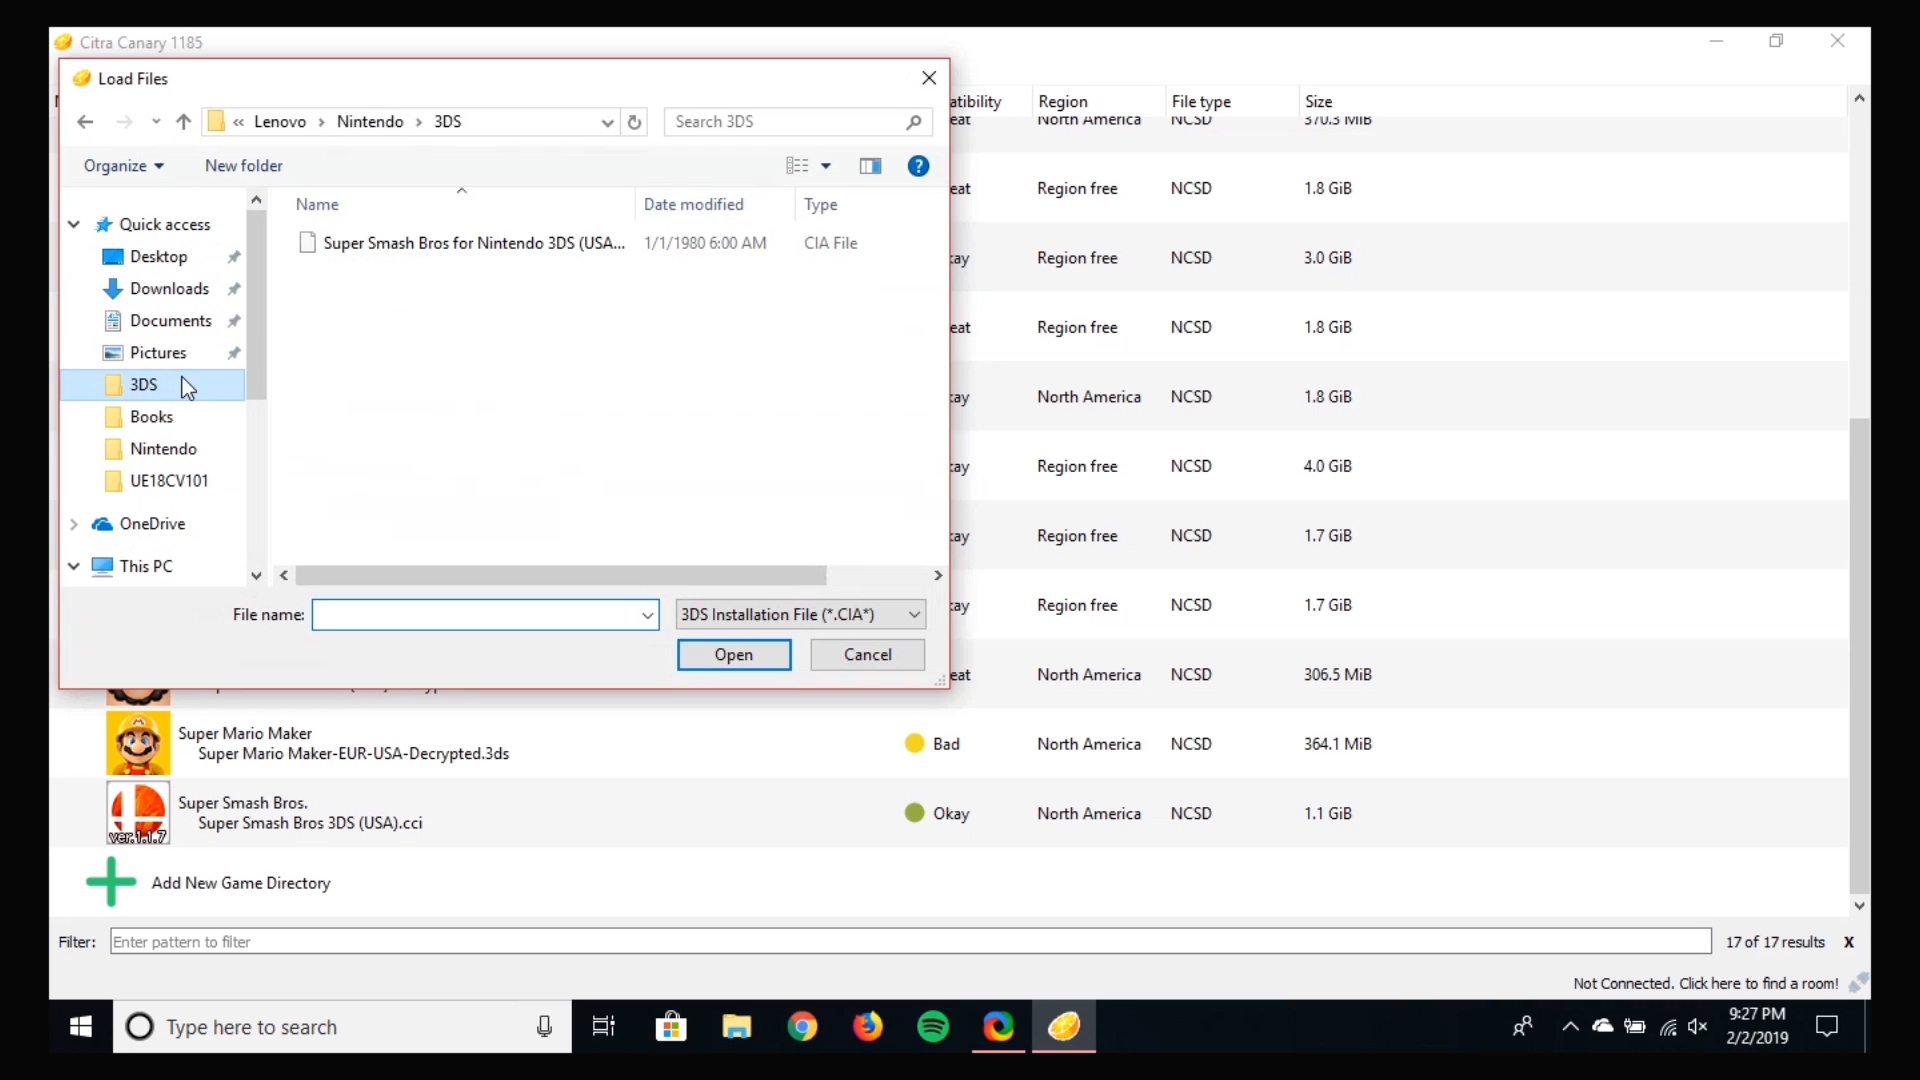 Citra Canary 1185
Load Files
« Lenovo > Nintendo > 3DS
Search 3DS
Organize
New folder
Name
Date modified
Type
Quick access
Desktop
Downloads
Documents
Pictures
3DS
Books
Nintendo
UE18CV101
OneDrive
This PC
Super Smash Bros for Nintendo 3DS (USA... 1/1/1980 6:00 AM CIA File
File name:
3DS Installation File (*.CIA*)
Open
Cancel
atibility Region File type Size
eat North America NCSD 370.3 MiB
eat Region free NCSD 1.8 GiB
kay Region free NCSD 3.0 GiB
eat Region free NCSD 1.8 GiB
kay North America NCSD 1.8 GiB
kay Region free NCSD 4.0 GiB
kay Region free NCSD 1.7 GiB
kay Region free NCSD 1.7 GiB
eat North America NCSD 306.5 MiB
Super Mario Maker
Super Mario Maker-EUR-USA-Decrypted.3ds
Bad North America NCSD 364.1 MiB
Super Smash Bros.
Super Smash Bros 3DS (USA).cci
ver.1.1.7
Okay North America NCSD 1.1 GiB
Add New Game Directory
Filter: Enter pattern to filter 17 of 17 results X
Not Connected. Click here to find a room!
Type here to search
9:27 PM
2/2/2019